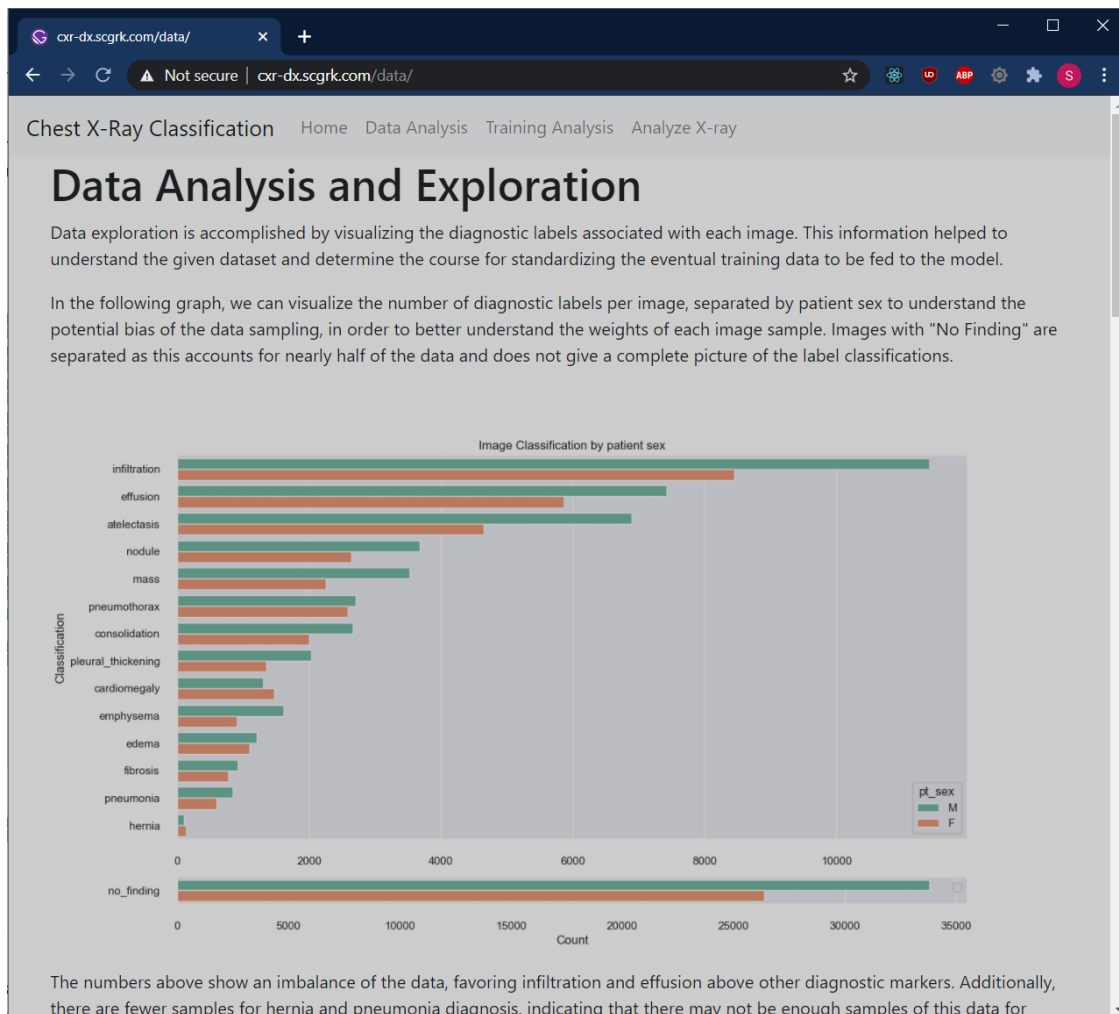 cxr-dx.scgrk.com/data/
Not secure | cxr-dx.scgrk.com/data/
UD
ABP
S
Chest X-Ray Classification Home Data Analysis Training Analysis Analyze X-ray
Data Analysis and Exploration
Data exploration is accomplished by visualizing the diagnostic labels associated with each image. This information helped to
understand the given dataset and determine the course for standardizing the eventual training data to be fed to the model.
In the following graph, we can visualize the number of diagnostic labels per image, separated by patient sex to understand the
potential bias of the data sampling, in order to better understand the weights of each image sample. Images with "No Finding" are
separated as this accounts for nearly half of the data and does not give a complete picture of the label classifications.
Image Classification by patient sex
Classification
infiltration
effusion
atelectasis
nodule
mass
pneumothorax
consolidation
pleural_thickening
cardiomegaly
emphysema
edema
fibrosis
pneumonia
hernia
pt_sex
M
F
0 2000 4000 6000 8000 10000
no_finding
0 5000 10000 15000 20000 25000 30000 35000
Count
The numbers above show an imbalance of the data, favoring infiltration and effusion above other diagnostic markers. Additionally,
there are fewer samples for hernia and pneumonia diagnosis, indicating that there may not be enough samples of this data for